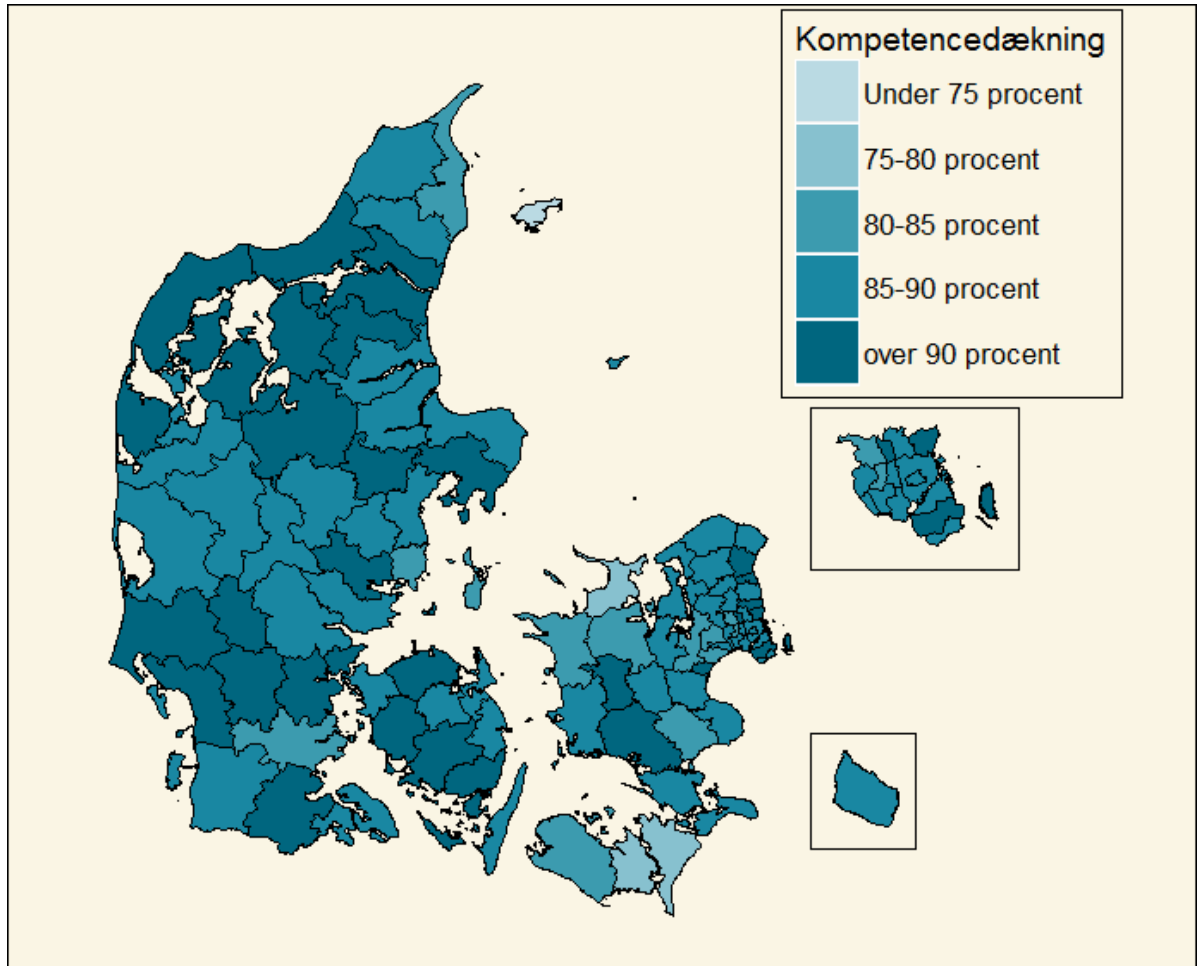 Kompetencedækning
Under 75 procent
75-80 procent
80-85 procent
85-90 procent
over 90 procent